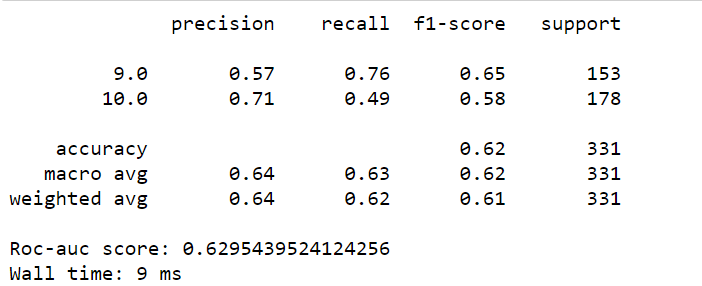 precision recall f1-score support
9.0 0.57 0.76 0.65 153
10.0 0.71 0.49 0.58 178
accuracy 0.62 331
macro avg 0.64 0.63 0.62 331
weighted avg 0.64 0.62 0.61 331
Roc-auc score: 0.6295439524124256
Wall time: 9 ms